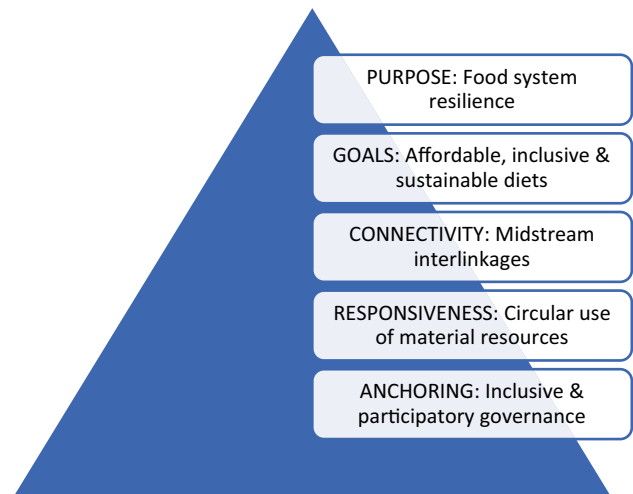 PURPOSE: Food system
resilience
GOALS: Affordable, inclusive &
sustainable diets
CONNECTIVITY: Midstream
interlinkages
RESPONSIVENESS: Circular use
of material resources
ANCHORING: Inclusive &
participatory governance